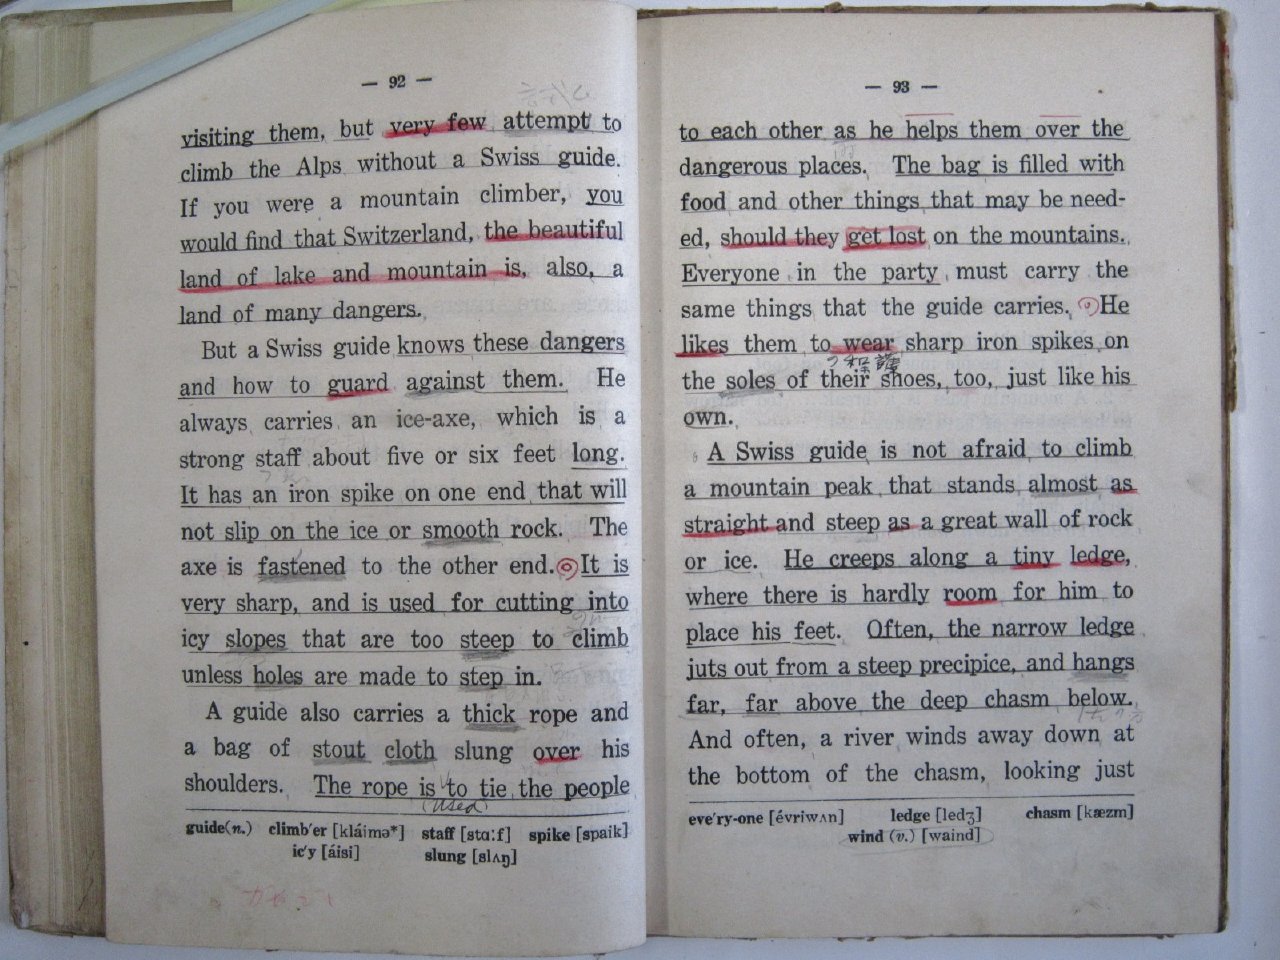 — 92 —
visiting them, but very few attempt to
climb the Alps without a Swiss guide.
If you were a mountain climber, you
would find that Switzerland, the beautiful
land of lake and mountain is, also, a
land of many dangers.
But a Swiss guide knows these dangers
and how to guard against them. He
always carries an ice-axe, which is a
strong staff about five or six feet long.
It has an iron spike on one end that will
not slip on the ice or smooth rock. The
axe is fastened to the other end. It is
very sharp, and is used for cutting into
icy slopes that are too steep to climb
unless holes are made to step in.
A guide also carries a thick rope and
a bag of stout cloth slung over his
shoulders. The rope is to tie the people
(used)
guide(n.) climb′er [kláimə*] staff [stɑːf] spike [spaik]
ic′y [áisi] slung [slʌŋ]
— 93 —
to each other as he helps them over the
dangerous places. The bag is filled with
food and other things that may be need-
ed, should they get lost on the mountains.
Everyone in the party must carry the
same things that the guide carries. He
likes them to wear sharp iron spikes on
the soles of their shoes, too, just like his
own.
A Swiss guide is not afraid to climb
a mountain peak that stands almost as
straight and steep as a great wall of rock
or ice. He creeps along a tiny ledge,
where there is hardly room for him to
place his feet. Often, the narrow ledge
juts out from a steep precipice, and hangs
far, far above the deep chasm below.
And often, a river winds away down at
the bottom of the chasm, looking just
eve′ry-one [évriwʌn] ledge [ledʒ] chasm [kæzm]
wind (v.) [waind]